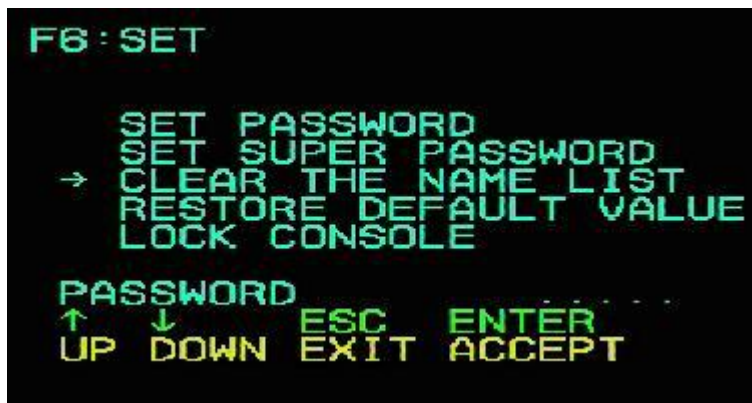 F6:SET
SET PASSWORD
SET SUPER PASSWORD
→ CLEAR THE NAME LIST
RESTORE DEFAULT VALUE
LOCK CONSOLE
PASSWORD .....
↑ ↓ ESC ENTER
UP DOWN EXIT ACCEPT